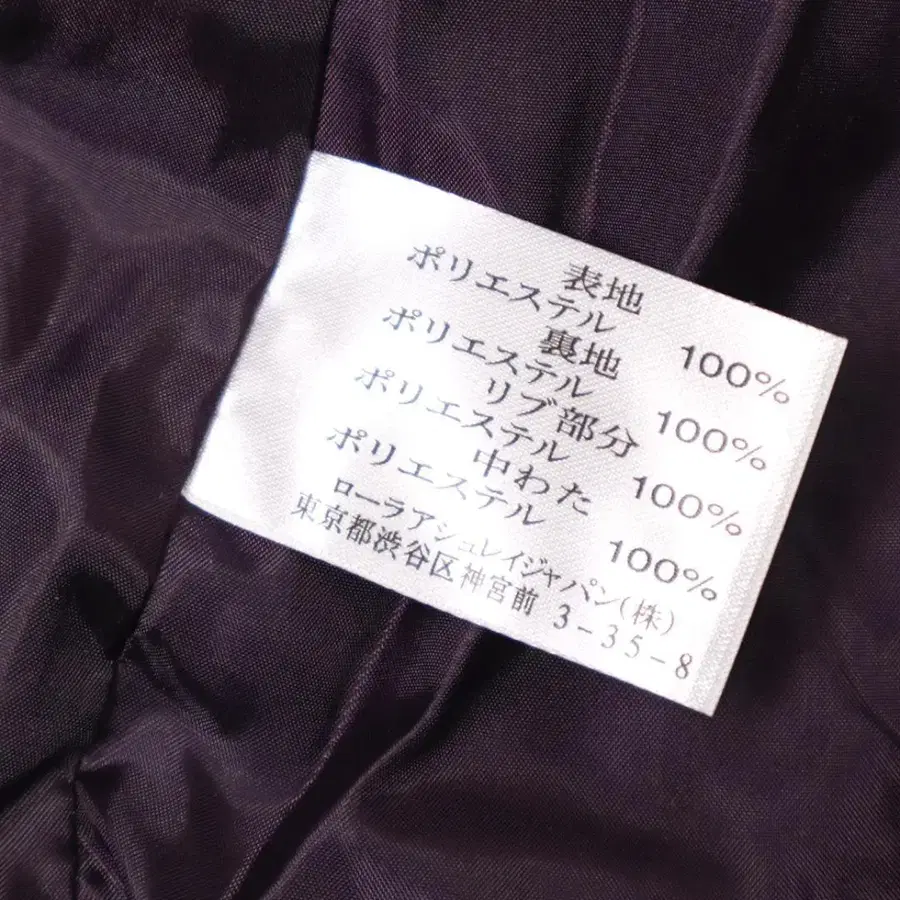 表地
ポリエステル 100%
裏地
ポリエステル 100%
リブ部分
ポリエステル 100%
中わた
ポリエステル 100%
ローラアシュレイジャパン(株)
東京都渋谷区神宮前 3-35-8